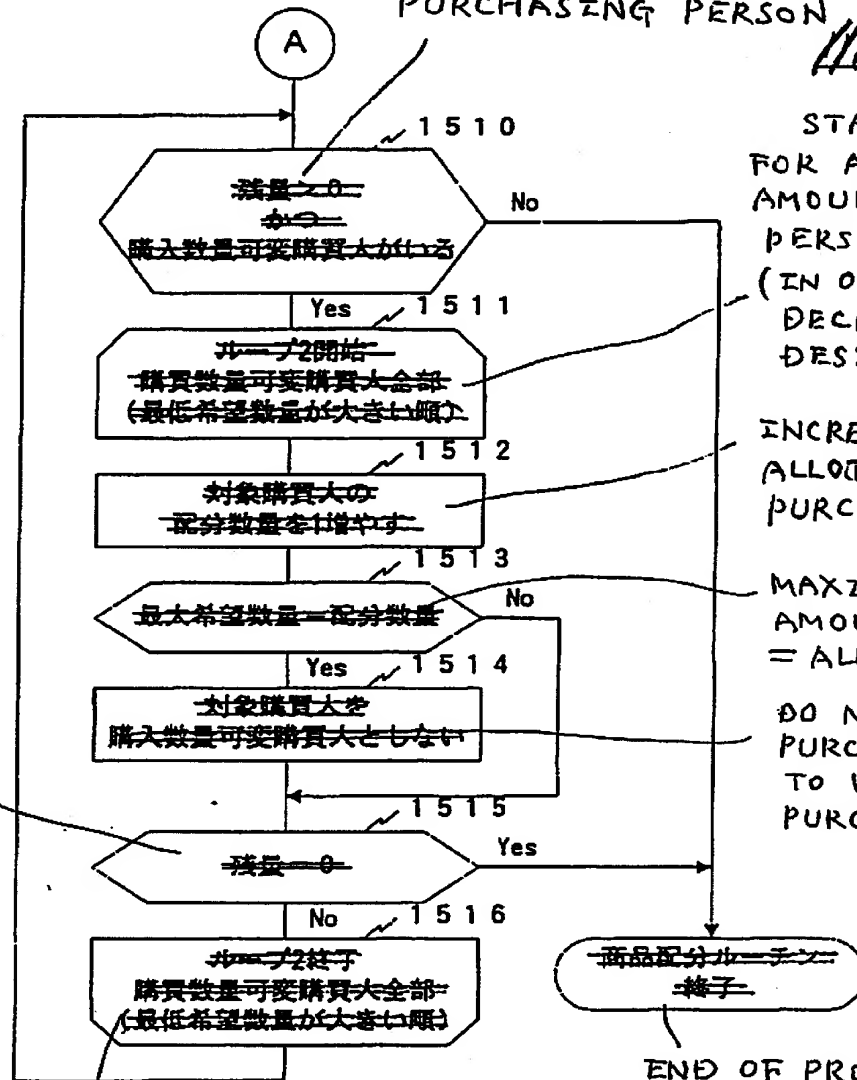 PURCHASING PERSON
A
1510
残量>0
かつ
購入数量可変購買人がいる
No
Yes
1511
ループ2開始
購買数量可変購買人全部
(最低希望数量が大きい順)
1512
対象購買人の
配分数量を1増やす
1513
最大希望数量=配分数量
No
Yes
1514
対象購買人を
購入数量可変購買人としない
1515
残量=0
Yes
No
1516
ループ2終了
購買数量可変購買人全部
(最低希望数量が大きい順)
商品配分ルーチン
終了
STA
FOR A
AMOU
PERS
(IN O
DEC
DES
INCRE
ALLOT
PURC
MAXI
AMOU
= AL
DO N
PURC
TO
PURC
END OF PR